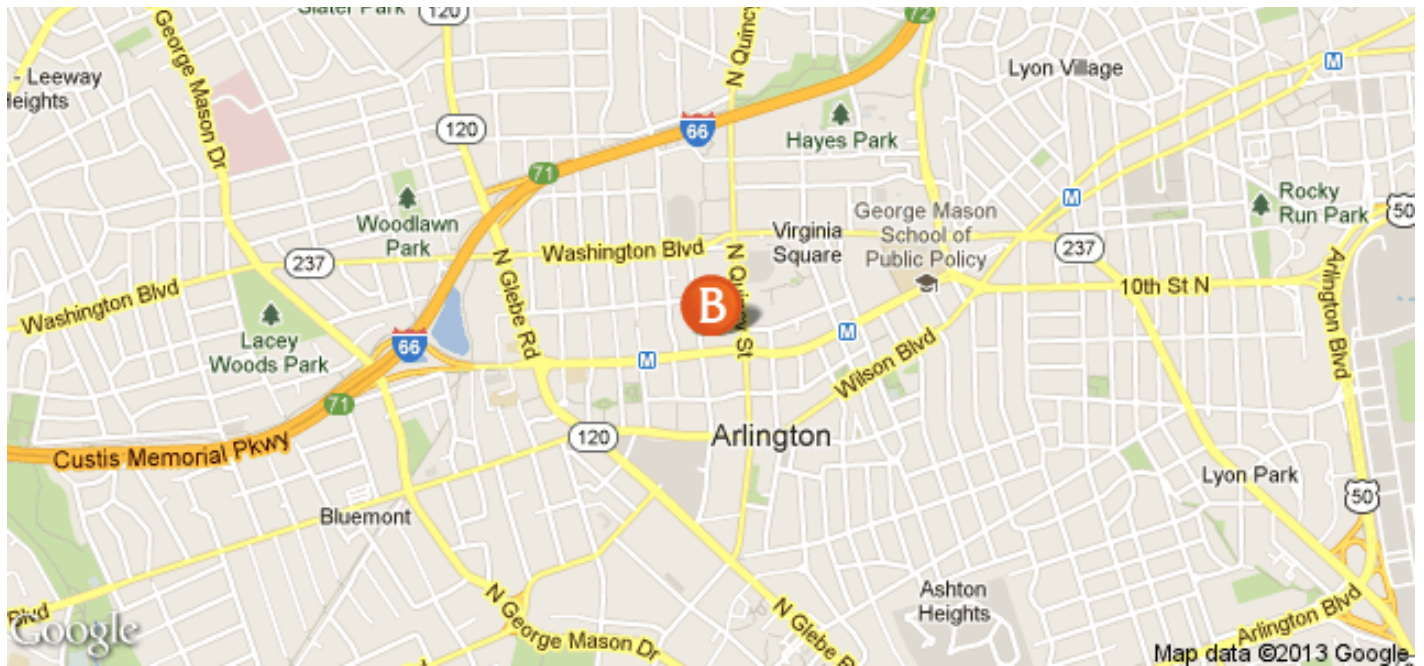 Slater Park
120
72
George Mason Dr
N Quincy
- Leeway
Heights
Lyon Village
M
120
66
Hayes Park
71
Woodlawn
Park
M
Rocky
Run Park
50
George Mason
School of
Public Policy
Virginia
Square
237
Washington Blvd
N Glebe Rd
N Quincy St
237
10th St N
Arlington Blvd
Washington Blvd
B
Lacey
Woods Park
66
M
M
Wilson Blvd
71
120
Arlington
Custis Memorial Pkwy
Lyon Park
50
Bluemont
Ashton
Heights
N George Mason Dr
N Glebe
Arlington Blvd
Blvd
Google
Map data ©2013 Google